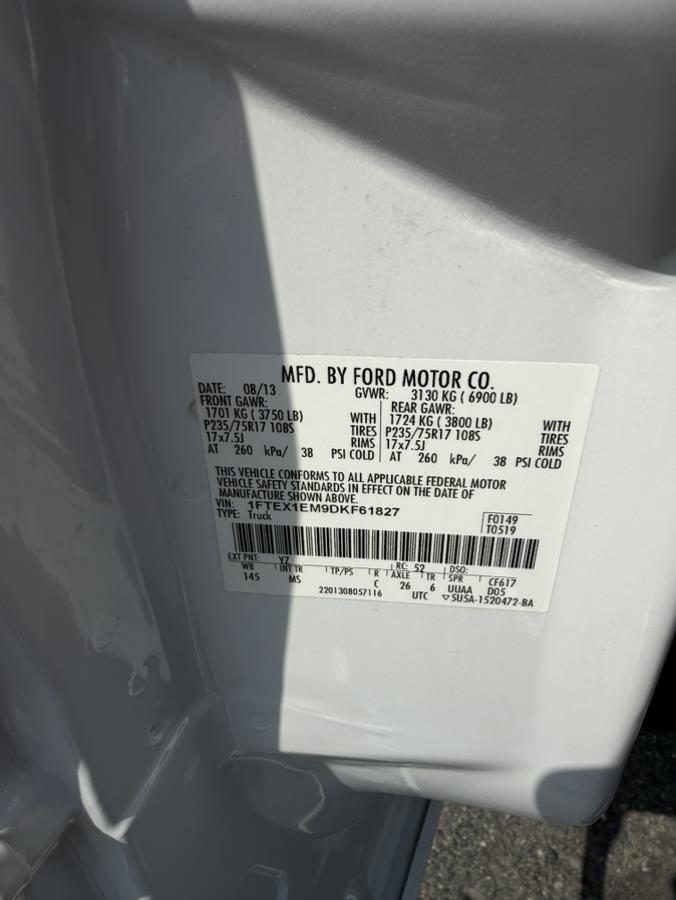 MFD. BY FORD MOTOR CO.
DATE: 08/13 GVWR: 3130 KG ( 6900 LB)
FRONT GAWR: REAR GAWR:
1701 KG ( 3750 LB) WITH 1724 KG ( 3800 LB) WITH
P235/75R17 108S TIRES P235/75R17 108S TIRES
17x7.5J RIMS 17x7.5J RIMS
AT 260 kPa/ 38 PSI COLD AT 260 kPa/ 38 PSI COLD
THIS VEHICLE CONFORMS TO ALL APPLICABLE FEDERAL MOTOR
VEHICLE SAFETY STANDARDS IN EFFECT ON THE DATE OF
MANUFACTURE SHOWN ABOVE.
VIN: 1FTEX1EM9DKF61827 F0149
TYPE: Truck T0519
EXT PNT: YZ RC: 52 DSO:
WB INT TR TP/PS R AXLE TR SPR CF617
145 MS C 26 6 UUAA D05
2201308057116 UTC ▽5U5A-1520472-BA